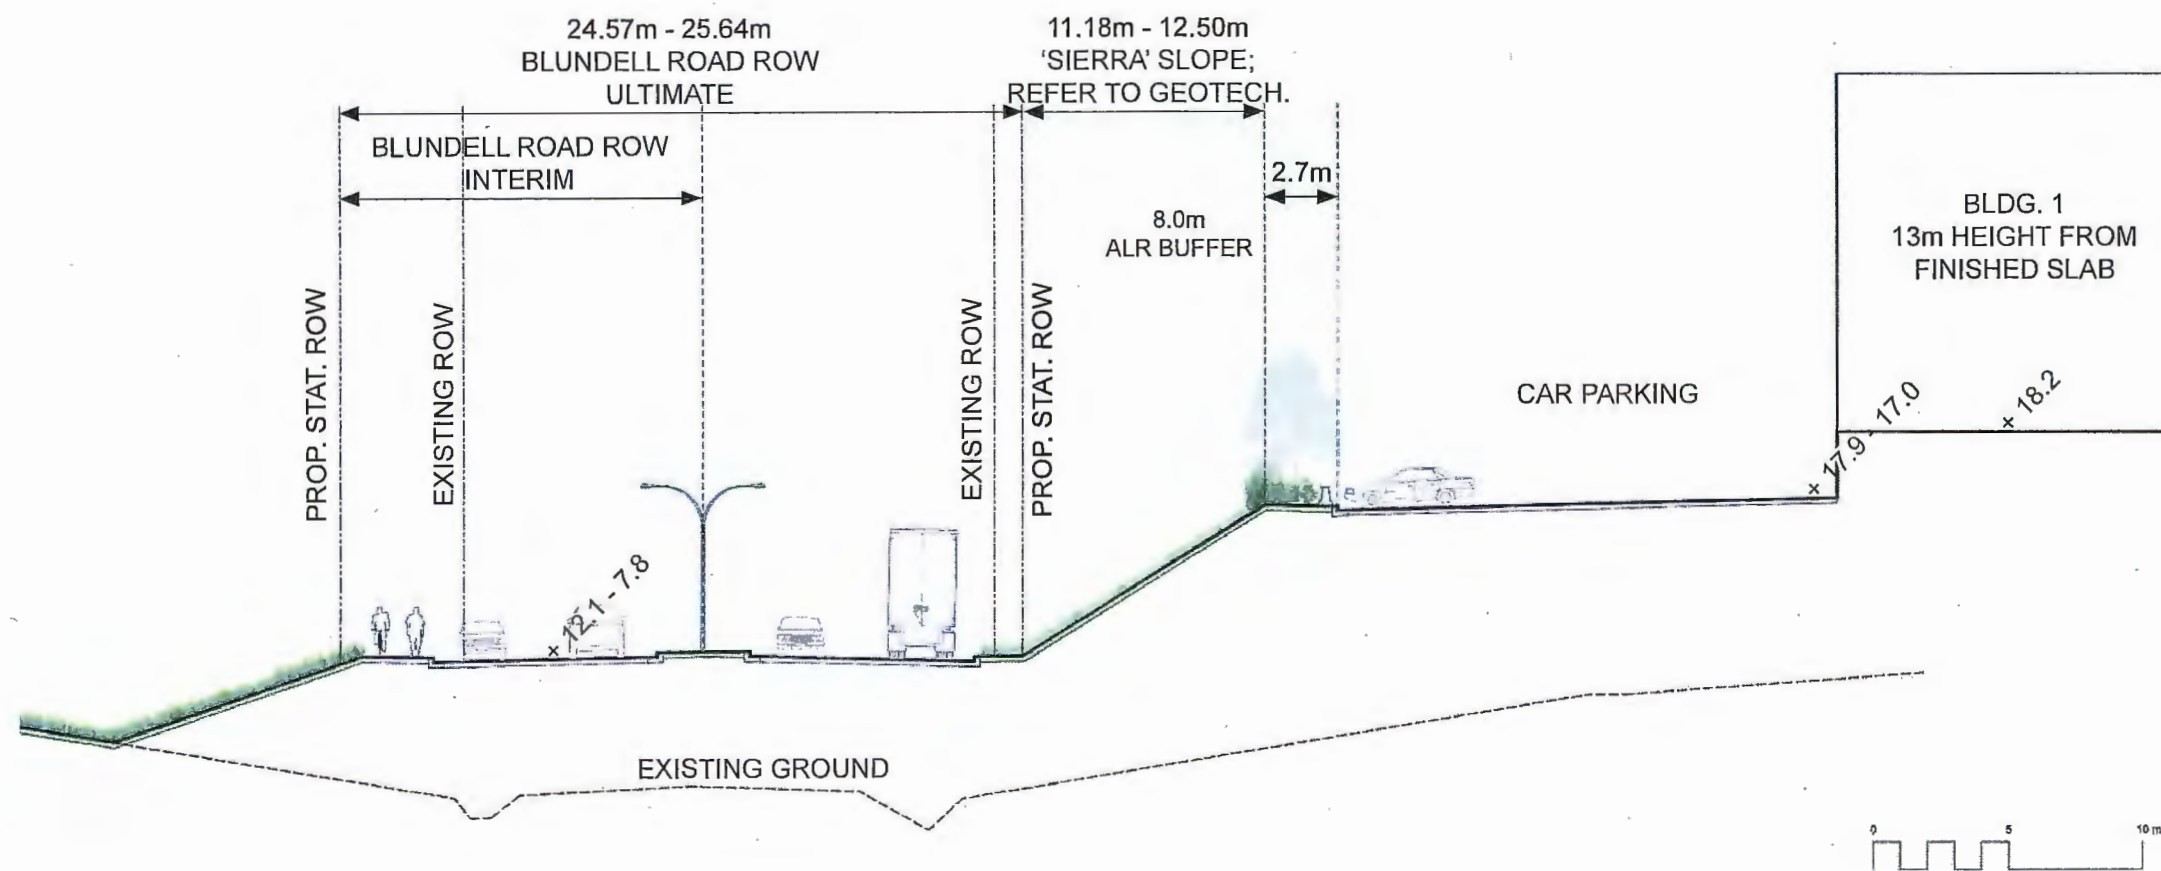 24.57m - 25.64m
BLUNDELL ROAD ROW
ULTIMATE
11.18m - 12.50m
'SIERRA' SLOPE;
REFER TO GEOTECH.
BLUNDELL ROAD ROW
INTERIM
2.7m
8.0m
ALR BUFFER
BLDG. 1
13m HEIGHT FROM
FINISHED SLAB
PROP. STAT. ROW
EXISTING ROW
EXISTING ROW
PROP. STAT. ROW
CAR PARKING
17.9 - 17.0
18.2
12.1 - 7.8
EXISTING GROUND
0 5 10 m